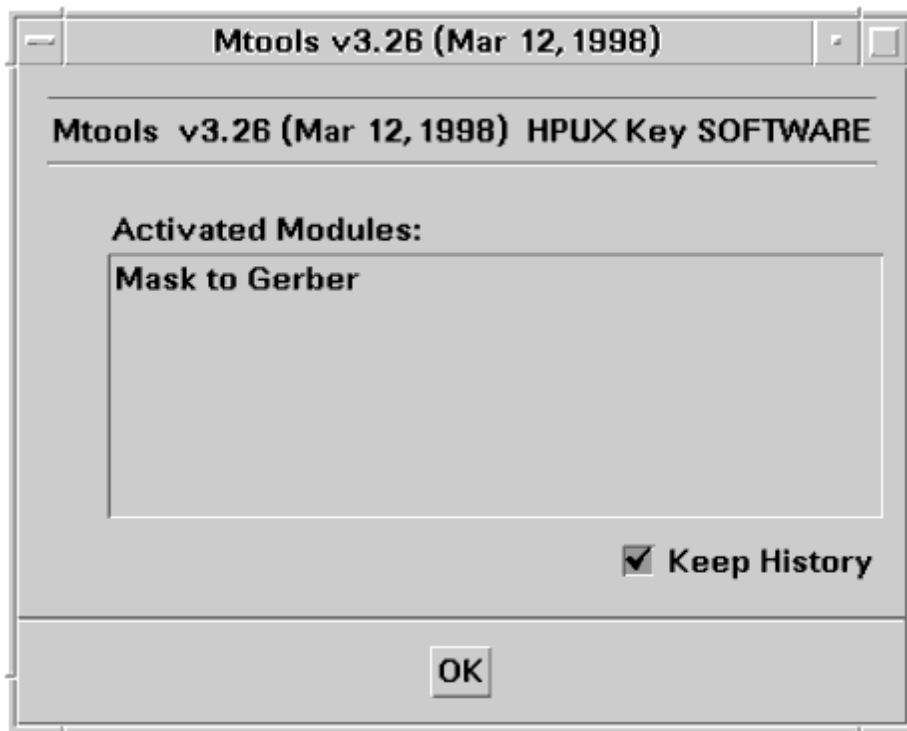 Mtools v3.26 (Mar 12, 1998)
Mtools v3.26 (Mar 12, 1998) HPUX Key SOFTWARE
Activated Modules:
Mask to Gerber
Keep History
OK